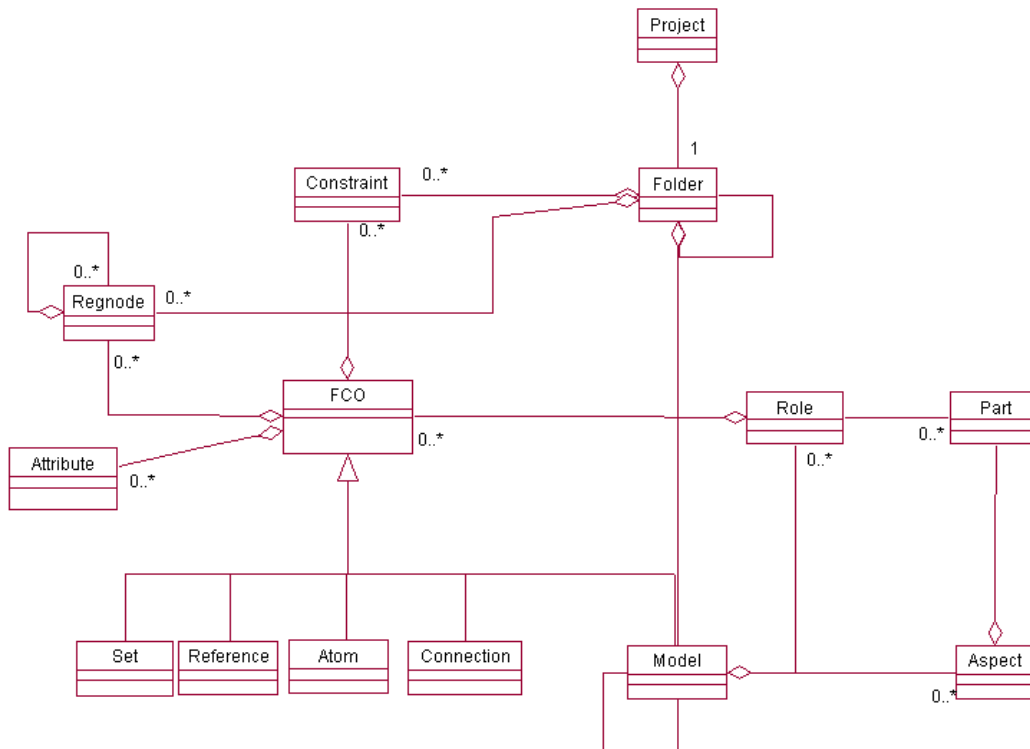 Project
1
Constraint
0..*
Folder
0..*
0..*
Regnode
0..*
0..*
FCO
0..*
Role
Part
0..*
0..*
Attribute
0..*
Set
Reference
Atom
Connection
Model
Aspect
0..*